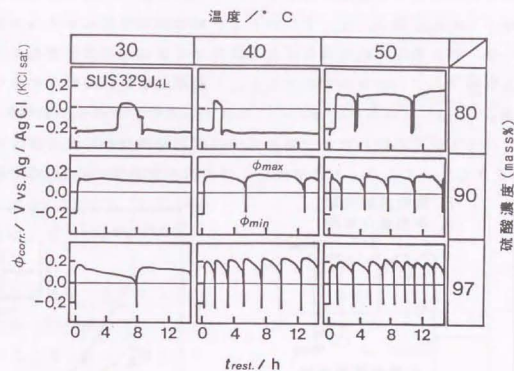 温度／° C
30 40 50
SUS329J4L
0,2
0,0
−0,2
80
0,2
0,0
−0,2
ϕmax
ϕmin
90
0,2
0,0
−0,2
97
0 4 8 12 0 4 8 12 0 4 8 12
trest. / h
ϕcorr. / V vs. Ag / AgCl (KCl sat.)
硫酸濃度 (mass%)